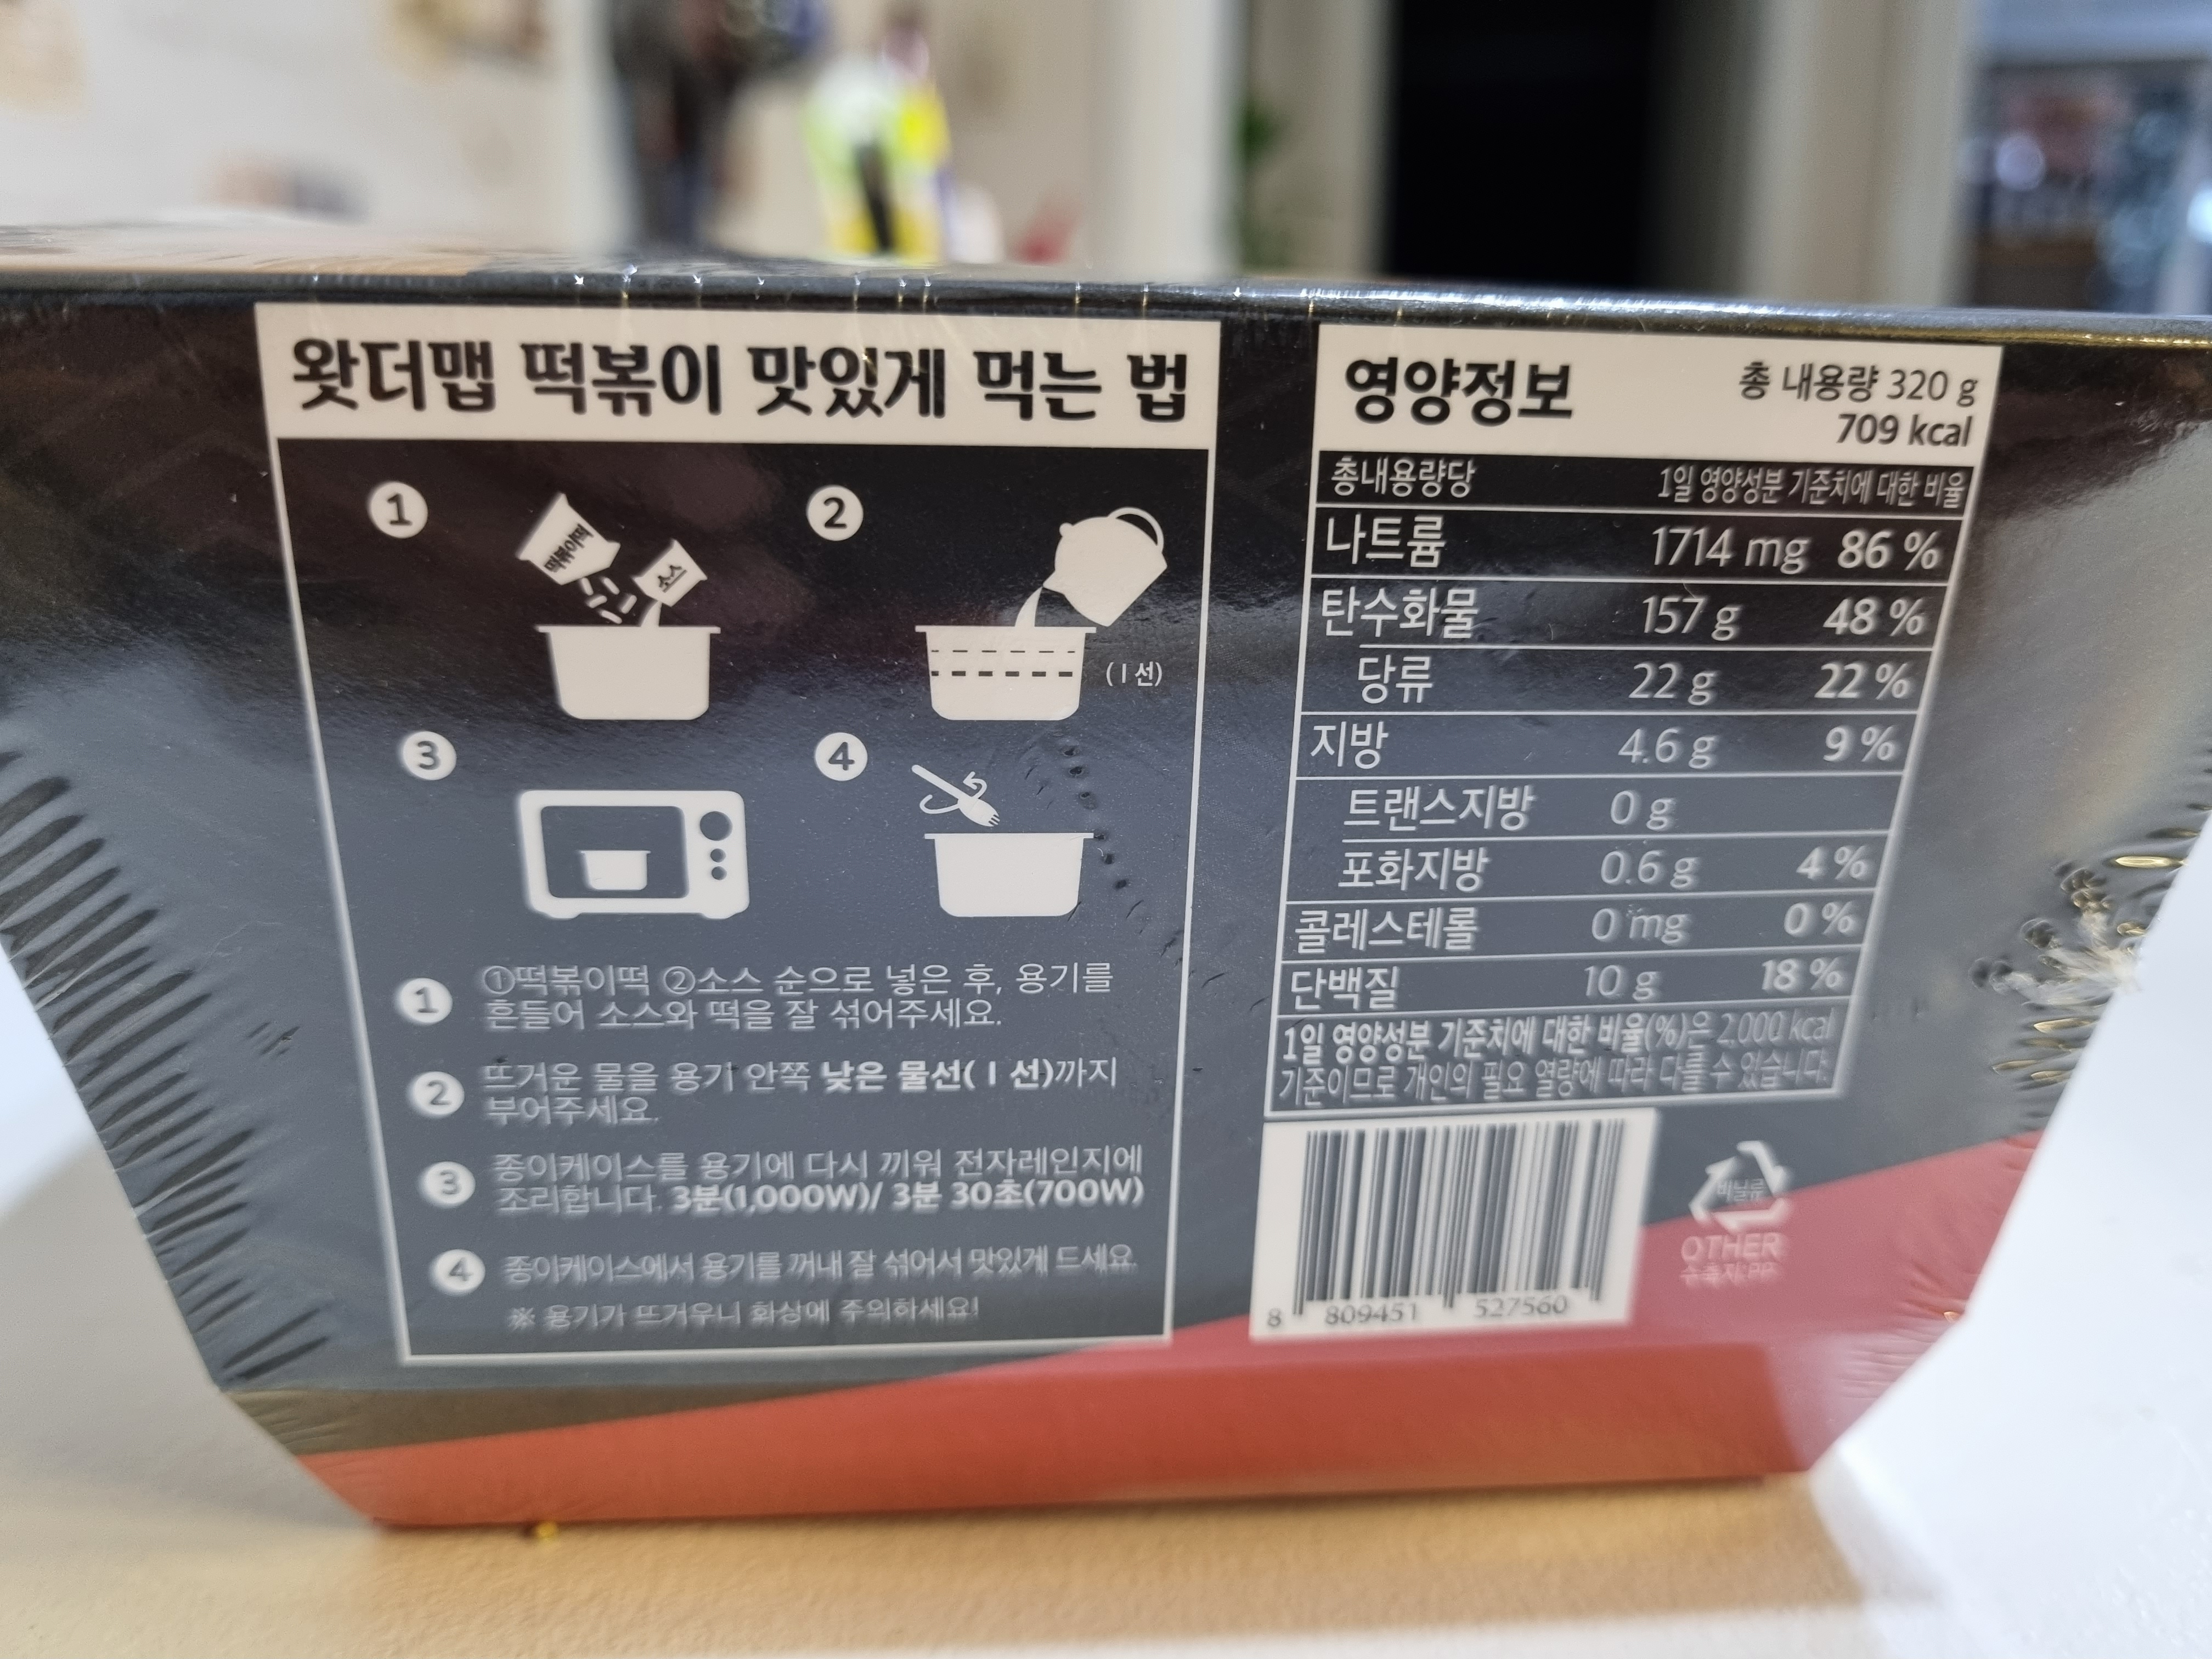 왓더맵 떡볶이 맛있게 먹는 법
1
떡볶이떡
소스
2
(ㅣ선)
3
4
1 ①떡볶이떡 ②소스 순으로 넣은 후, 용기를
흔들어 소스와 떡을 잘 섞어주세요.
2 뜨거운 물을 용기 안쪽 낮은 물선(ㅣ선)까지
부어주세요.
3 종이케이스를 용기에 다시 끼워 전자레인지에
조리합니다. 3분(1,000W)/ 3분 30초(700W)
4 종이케이스에서 용기를 꺼내 잘 섞어서 맛있게 드세요.
※ 용기가 뜨거우니 화상에 주의하세요!
영양정보
총 내용량 320 g
709 kcal
총내용량당 1일 영양성분 기준치에 대한 비율
나트륨 1714 mg 86 %
탄수화물 157 g 48 %
당류 22 g 22 %
지방 4.6 g 9 %
트랜스지방 0 g
포화지방 0.6 g 4 %
콜레스테롤 0 mg 0 %
단백질 10 g 18 %
1일 영양성분 기준치에 대한 비율(%)은 2,000 kcal
기준이므로 개인의 필요 열량에 따라 다를 수 있습니다.
8 809451 527560
비닐류
OTHER
수축지:PP